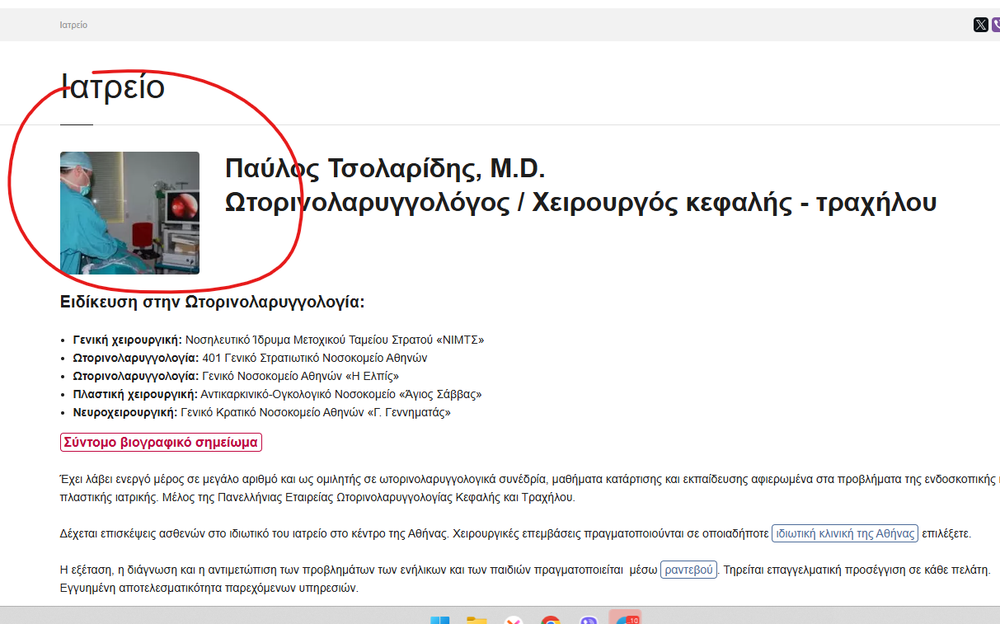 Ιατρείο
Ιατρείο
Παύλος Τσολαρίδης, M.D.
Ωτορινολαρυγγολόγος / Χειρουργός κεφαλής - τραχήλου
Ειδίκευση στην Ωτορινολαρυγγολογία:
• Γενική χειρουργική: Νοσηλευτικό Ίδρυμα Μετοχικού Ταμείου Στρατού «ΝΙΜΤΣ»
• Ωτορινολαρυγγολογία: 401 Γενικό Στρατιωτικό Νοσοκομείο Αθηνών
• Ωτορινολαρυγγολογία: Γενικό Νοσοκομείο Αθηνών «Η Ελπίς»
• Πλαστική χειρουργική: Αντικαρκινικό-Ογκολογικό Νοσοκομείο «Άγιος Σάββας»
• Νευροχειρουργική: Γενικό Κρατικό Νοσοκομείο Αθηνών «Γ. Γεννηματάς»
Σύντομο βιογραφικό σημείωμα
Έχει λάβει ενεργό μέρος σε μεγάλο αριθμό και ως ομιλητής σε ωτορινολαρυγγολογικά συνέδρία, μαθήματα κατάρτισης και εκπαίδευσης αφιερωμένα στα προβλήματα της ενδοσκοπικής
πλαστικής ιατρικής. Μέλος της Πανελλήνιας Εταιρείας Ωτορινολαρυγγολογίας Κεφαλής και Τραχήλου.
Δέχεται επισκέψεις ασθενών στο ιδιωτικό του ιατρείο στο κέντρο της Αθήνας. Χειρουργικές επεμβάσεις πραγματοποιούνται σε οποιαδήποτε ιδιωτική κλινική της Αθήνας επιλέξετε.
Η εξέταση, η διάγνωση και η αντιμετώπιση των προβλημάτων των ενήλικων και των παιδιών πραγματοποιείται μέσω ραντεβού. Τηρείται επαγγελματική προσέγγιση σε κάθε πελάτη.
Εγγυημένη αποτελεσματικότητα παρεχόμενων υπηρεσιών.